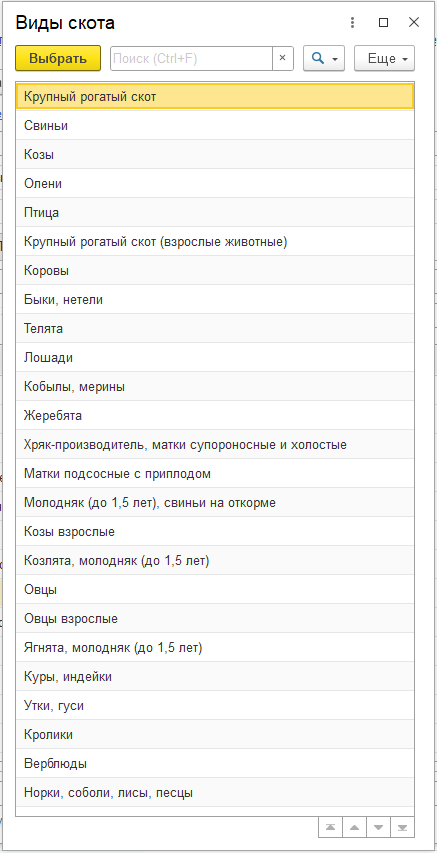 Виды скота
Выбрать
Поиск (Ctrl+F)
×
Еще
Крупный рогатый скот
Свиньи
Козы
Олени
Птица
Крупный рогатый скот (взрослые животные)
Коровы
Быки, нетели
Телята
Лошади
Кобылы, мерины
Жеребята
Хряк-производитель, матки супороносные и холостые
Матки подсосные с приплодом
Молодняк (до 1,5 лет), свиньи на откорме
Козы взрослые
Козлята, молодняк (до 1,5 лет)
Овцы
Овцы взрослые
Ягнята, молодняк (до 1,5 лет)
Куры, индейки
Утки, гуси
Кролики
Верблюды
Норки, соболи, лисы, песцы